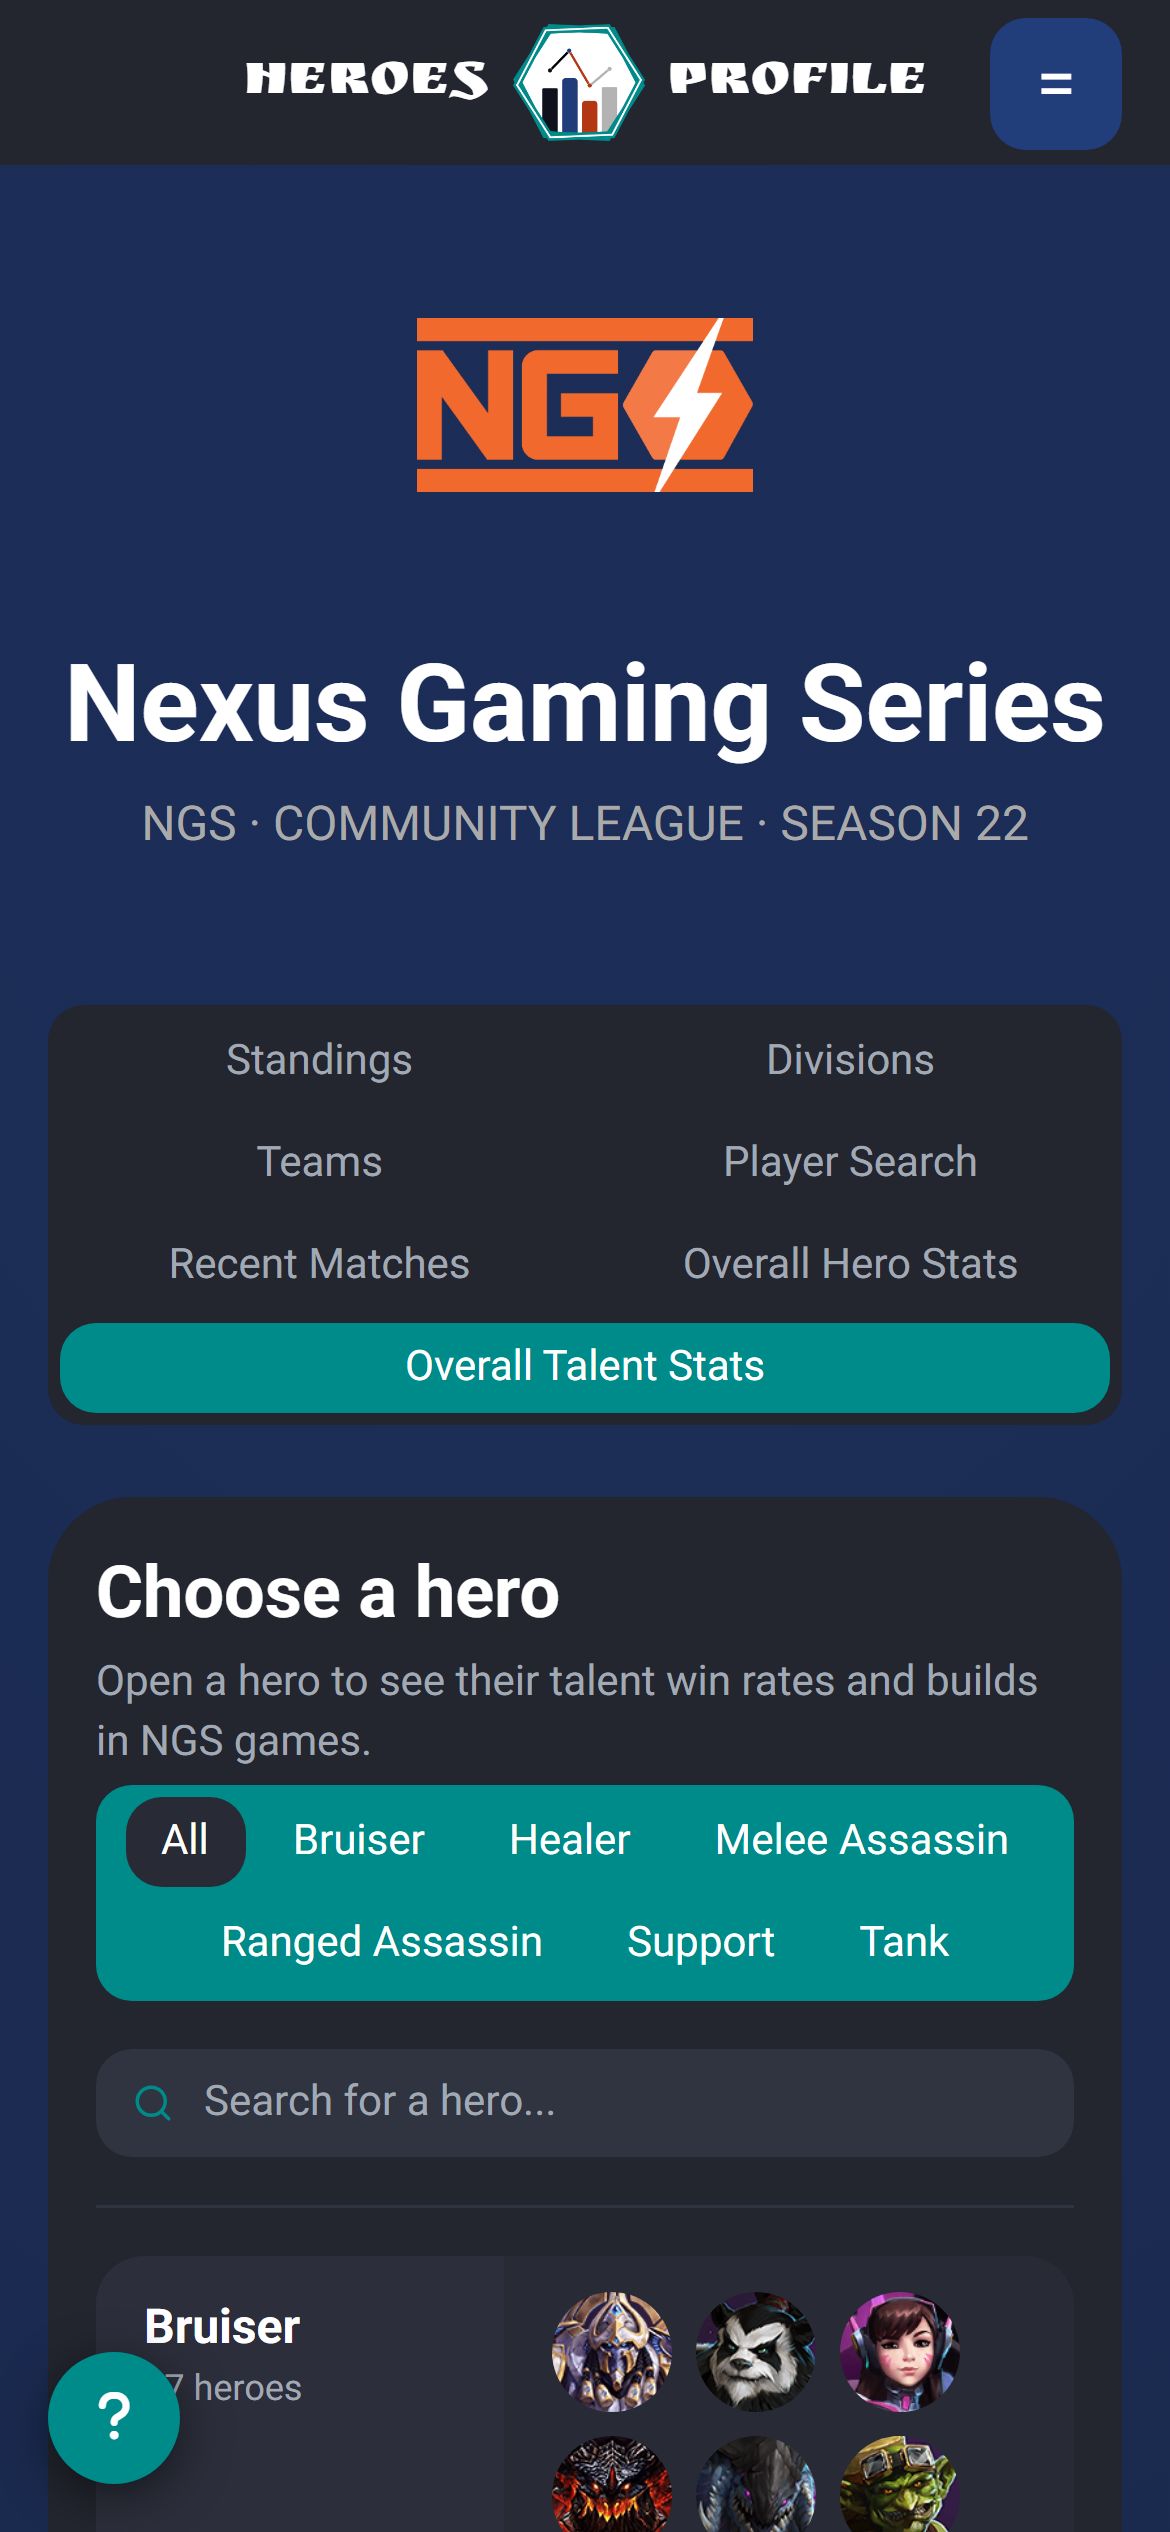 HEROES PROFILE
=
NGS
Nexus Gaming Series
NGS · COMMUNITY LEAGUE · SEASON 22
Standings
Divisions
Teams
Player Search
Recent Matches
Overall Hero Stats
Overall Talent Stats
Choose a hero
Open a hero to see their talent win rates and builds
in NGS games.
All
Bruiser
Healer
Melee Assassin
Ranged Assassin
Support
Tank
Search for a hero...
Bruiser
7 heroes
?